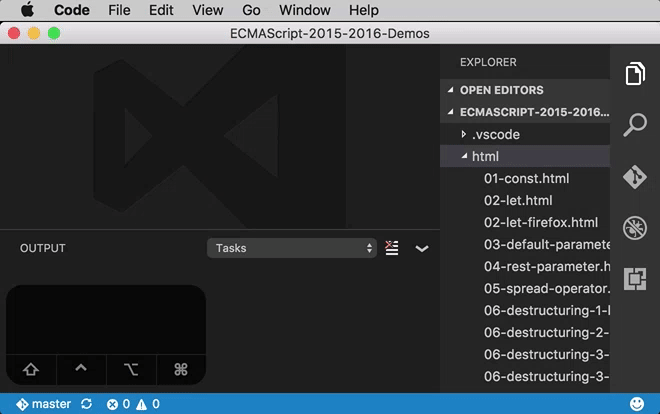 Code File Edit View Go Window Help
ECMAScript-2015-2016-Demos
EXPLORER
OPEN EDITORS
ECMASCRIPT-2015-2016...
.vscode
html
01-const.html
02-let.html
02-let-firefox.html
03-default-paramete
04-rest-parameter.h
05-spread-operator.
06-destructuring-1-
06-destructuring-2-
06-destructuring-3-
06-destructuring-3-
OUTPUT Tasks
master 0 0